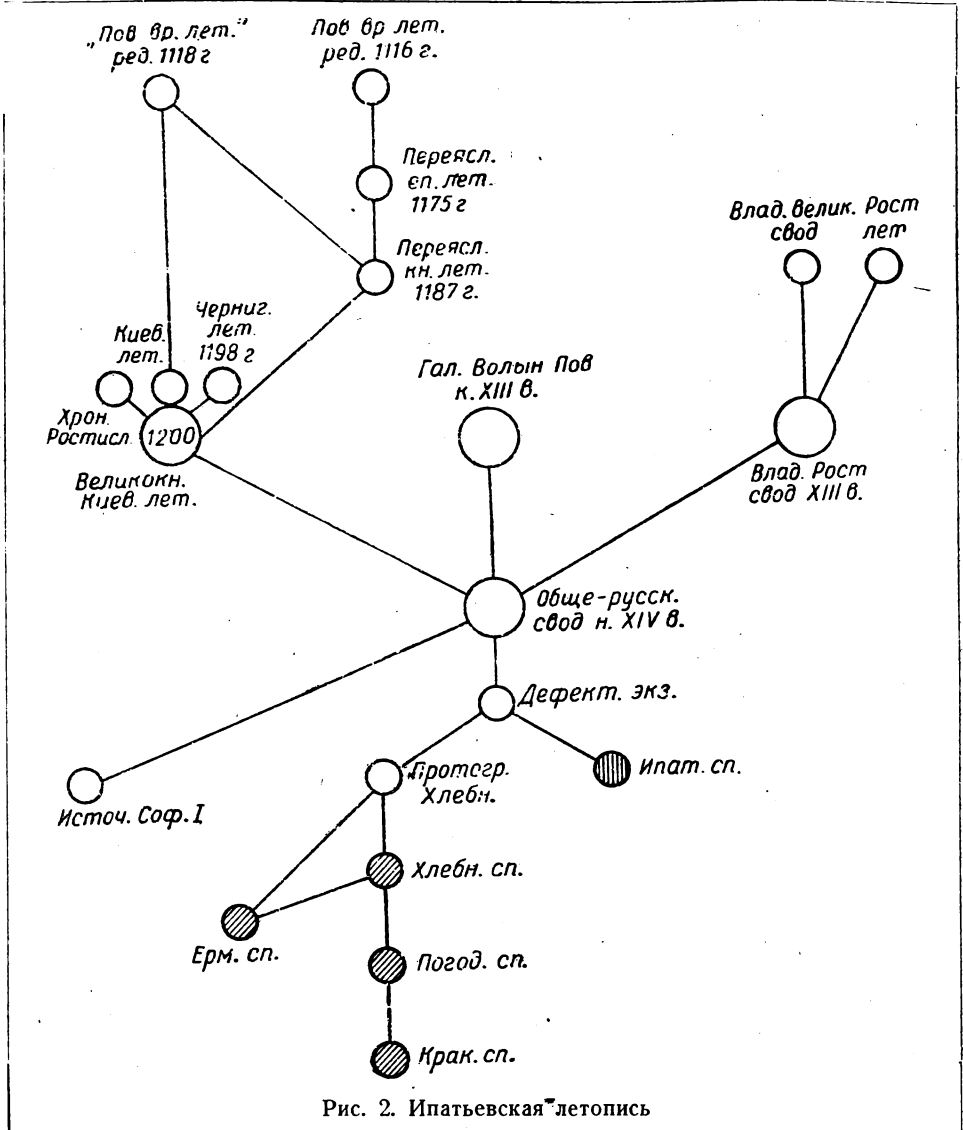 „Пов вр. лет.“
ред. 1118 г
Пов вр лет.
ред. 1116 г.
Переясл.
еп. лет.
1175 г
Влад. велик.
свод
Рост
лет
Переясл.
кн. лет.
1187 г.
Киев.
лет.
Черниг.
лет.
1198 г
Гал. Волын Пов
к. XIII в.
Хрон.
Ростисл.
1200
Великокн.
Киев. лет.
Влад. Рост
свод XIII в.
Обще-русск.
свод н. XIV в.
Дефект. экз.
Протогр.
Хлебн.
Ипат. сп.
Источ. Соф. I
Хлебн. сп.
Ерм. сп.
Погод. сп.
Крак. сп.
Рис. 2. Ипатьевская летопись